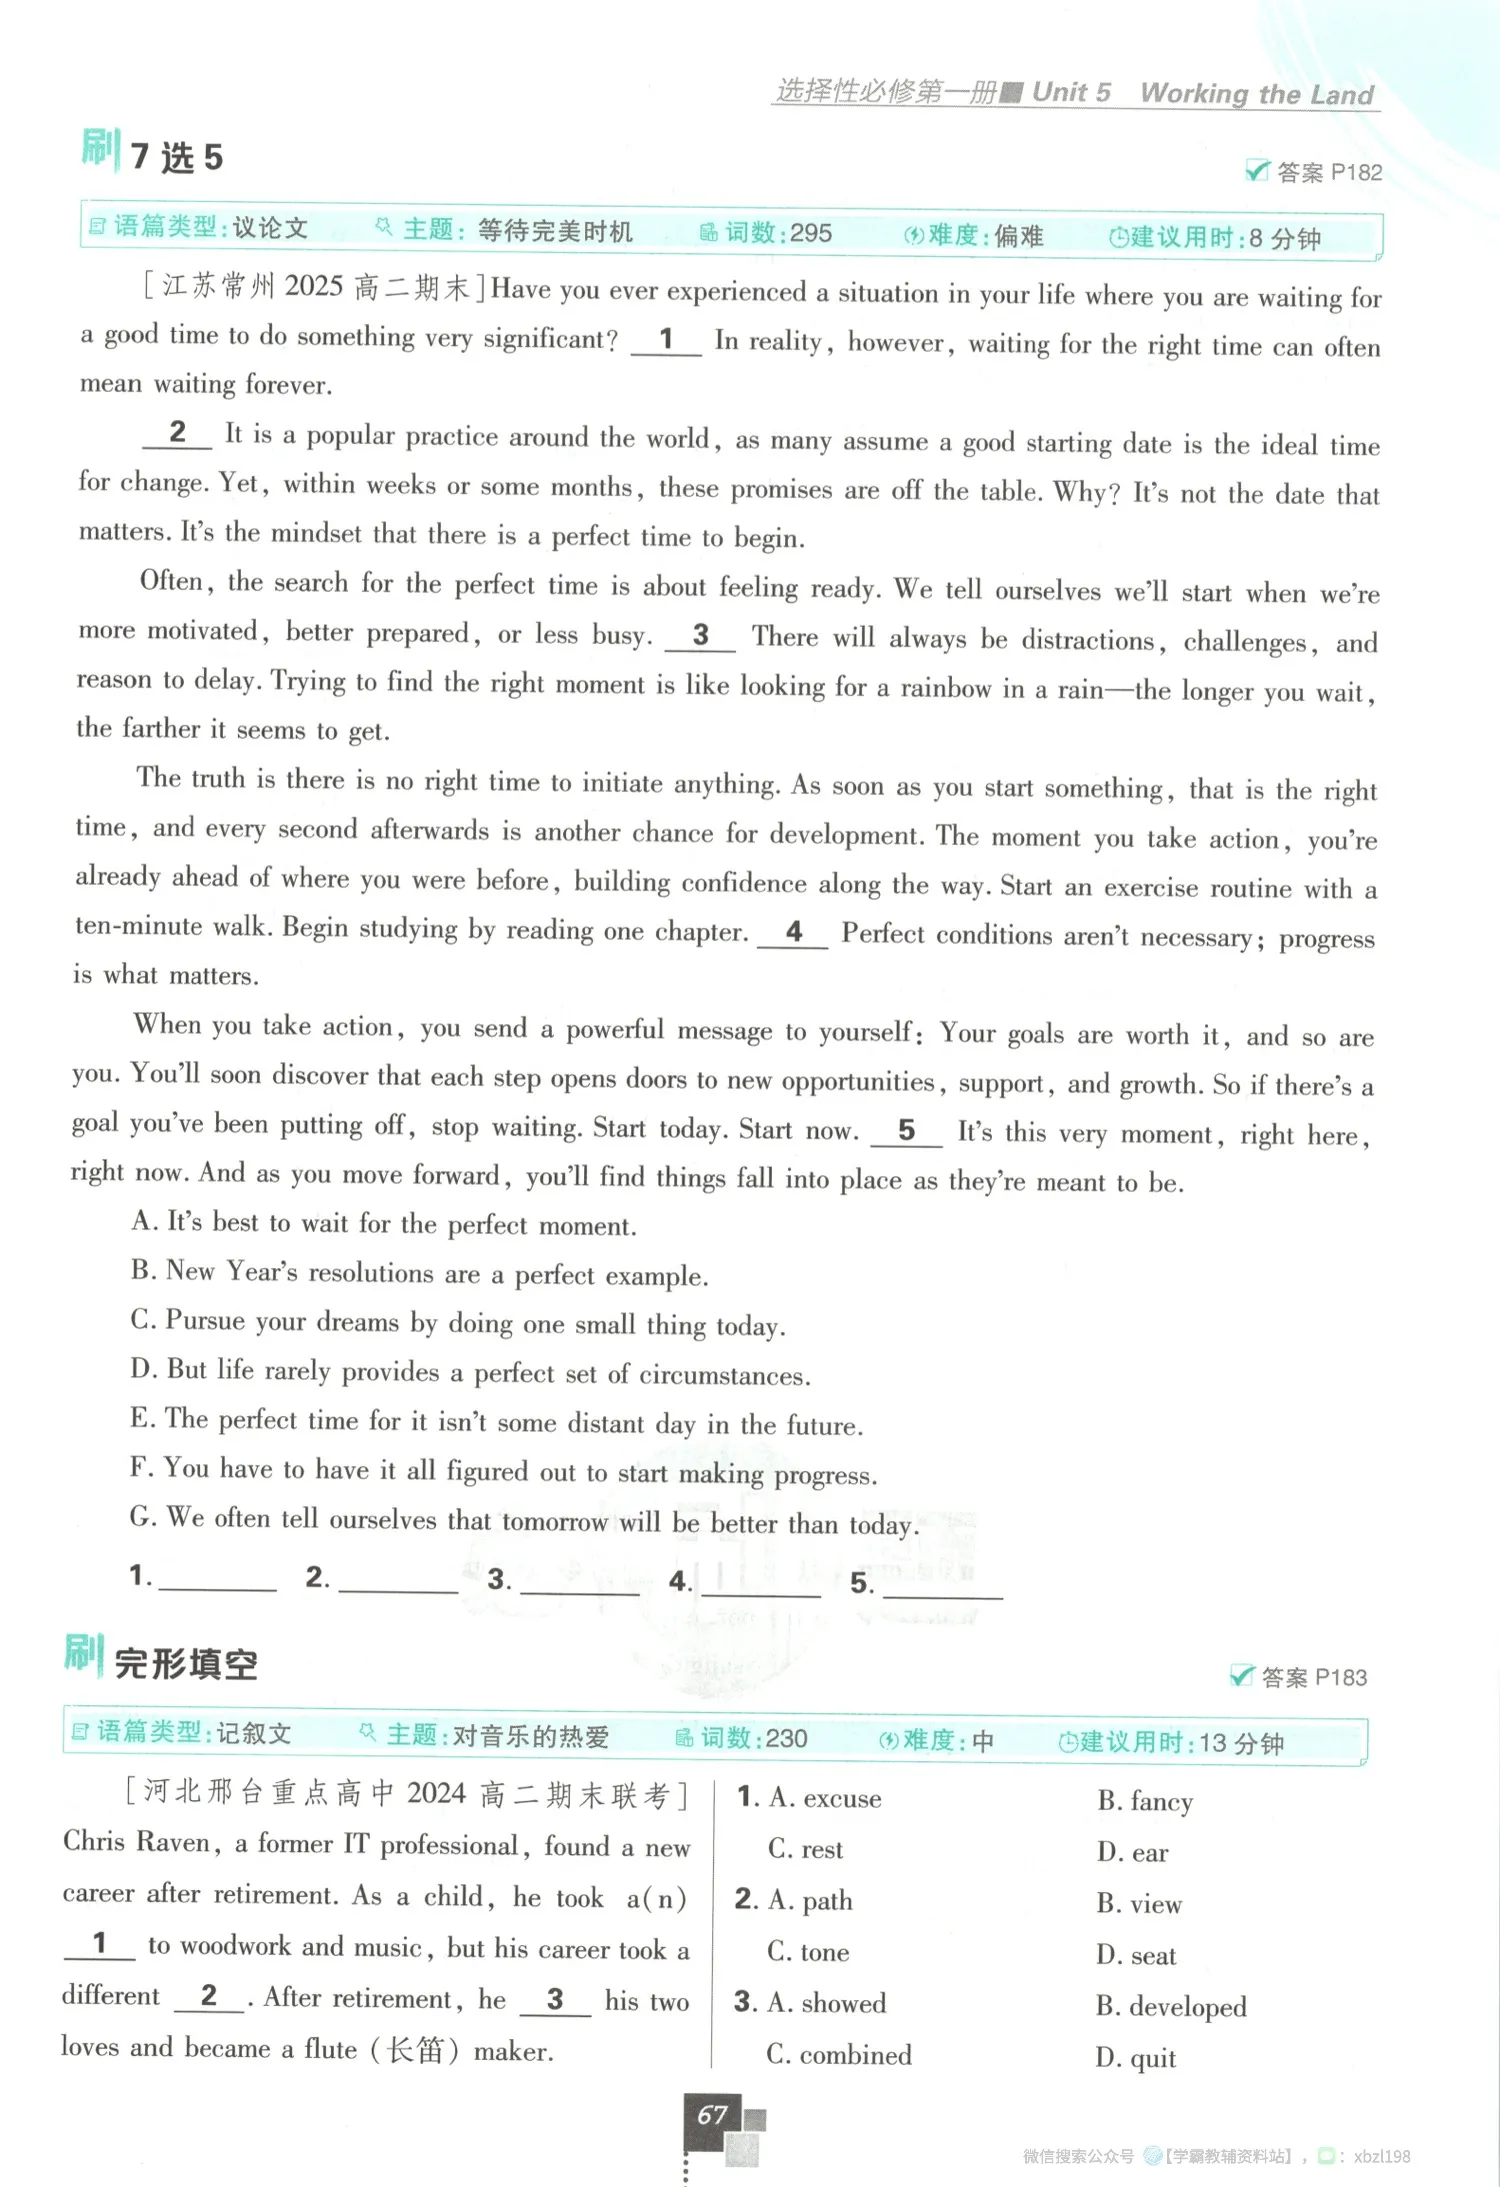 选择性必修第一册 Unit 5 Working the Land
刷 7 选 5
答案 P182
语篇类型:议论文 主题: 等待完美时机 词数:295 难度:偏难 建议用时:8 分钟
[江苏常州 2025 高二期末]Have you ever experienced a situation in your life where you are waiting for
a good time to do something very significant? 1 In reality, however, waiting for the right time can often
mean waiting forever.
2 It is a popular practice around the world, as many assume a good starting date is the ideal time
for change. Yet, within weeks or some months, these promises are off the table. Why? It's not the date that
matters. It's the mindset that there is a perfect time to begin.
Often, the search for the perfect time is about feeling ready. We tell ourselves we'll start when we're
more motivated, better prepared, or less busy. 3 There will always be distractions, challenges, and
reason to delay. Trying to find the right moment is like looking for a rainbow in a rain—the longer you wait,
the farther it seems to get.
The truth is there is no right time to initiate anything. As soon as you start something, that is the right
time, and every second afterwards is another chance for development. The moment you take action, you're
already ahead of where you were before, building confidence along the way. Start an exercise routine with a
ten-minute walk. Begin studying by reading one chapter. 4 Perfect conditions aren't necessary; progress
is what matters.
When you take action, you send a powerful message to yourself: Your goals are worth it, and so are
you. You'll soon discover that each step opens doors to new opportunities, support, and growth. So if there's a
goal you've been putting off, stop waiting. Start today. Start now. 5 It's this very moment, right here,
right now. And as you move forward, you'll find things fall into place as they're meant to be.
A. It's best to wait for the perfect moment.
B. New Year's resolutions are a perfect example.
C. Pursue your dreams by doing one small thing today.
D. But life rarely provides a perfect set of circumstances.
E. The perfect time for it isn't some distant day in the future.
F. You have to have it all figured out to start making progress.
G. We often tell ourselves that tomorrow will be better than today.
1. ________ 2. ________ 3. ________ 4. ________ 5. ________
刷 完形填空
答案 P183
语篇类型:记叙文 主题:对音乐的热爱 词数:230 难度:中 建议用时:13 分钟
[河北邢台重点高中 2024 高二期末联考]
Chris Raven, a former IT professional, found a new
career after retirement. As a child, he took a(n)
1 to woodwork and music, but his career took a
different 2 . After retirement, he 3 his two
loves and became a flute (长笛) maker.
1. A. excuse B. fancy
C. rest D. ear
2. A. path B. view
C. tone D. seat
3. A. showed B. developed
C. combined D. quit
67
微信搜索公众号【学霸教辅资料站】, : xbzl198